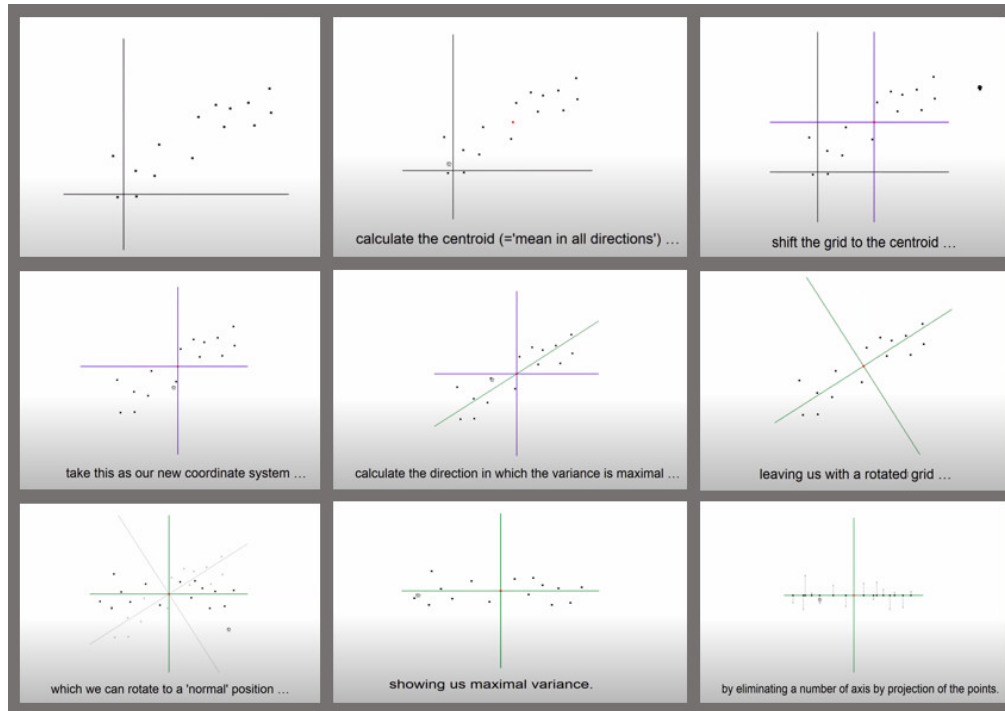 calculate the centroid (='mean in all directions') ...
shift the grid to the centroid ...
take this as our new coordinate system ...
calculate the direction in which the variance is maximal ...
leaving us with a rotated grid ...
which we can rotate to a 'normal' position ...
showing us maximal variance.
by eliminating a number of axis by projection of the points.